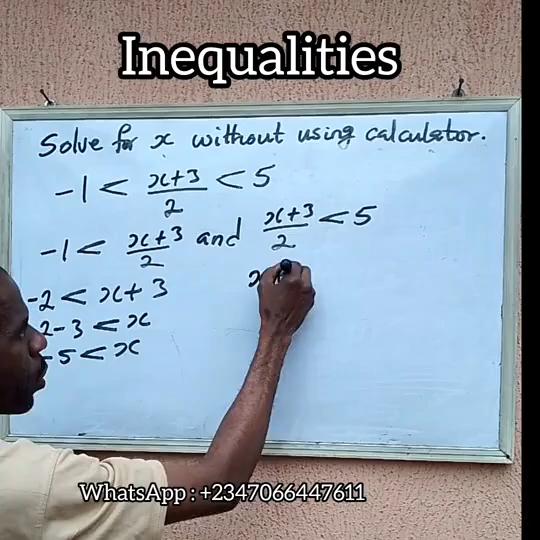 Inequalities
Solve for x without using calculator.
-1 < x+3/2 < 5
-1 < x+3/2 and x+3/2 < 5
-2 < x+3
2-3 < x
-5 < x
x
WhatsApp : +2347066447611